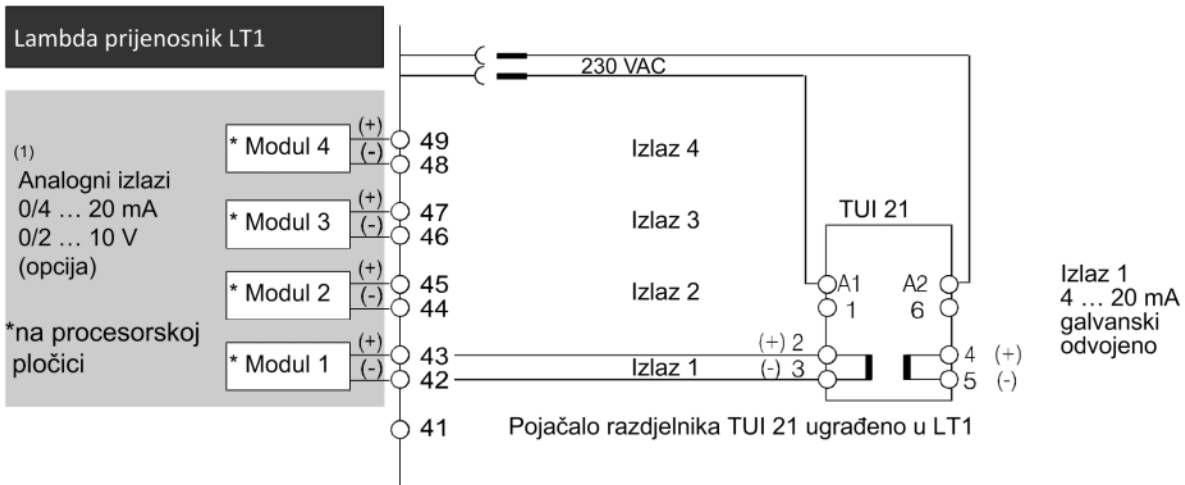 Lambda prijenosnik LT1
230 VAC
(1)
Analogni izlazi
0/4 … 20 mA
0/2 … 10 V
(opcija)
*na procesorskoj
pločici
* Modul 4
(+)
(-)
49
48
Izlaz 4
* Modul 3
(+)
(-)
47
46
Izlaz 3
* Modul 2
(+)
(-)
45
44
Izlaz 2
* Modul 1
(+)
(-)
43
42
Izlaz 1
41
TUI 21
A1
A2
1
6
(+) 2
(-) 3
4 (+)
5 (-)
Izlaz 1
4 … 20 mA
galvanski
odvojeno
Pojačalo razdjelnika TUI 21 ugrađeno u LT1